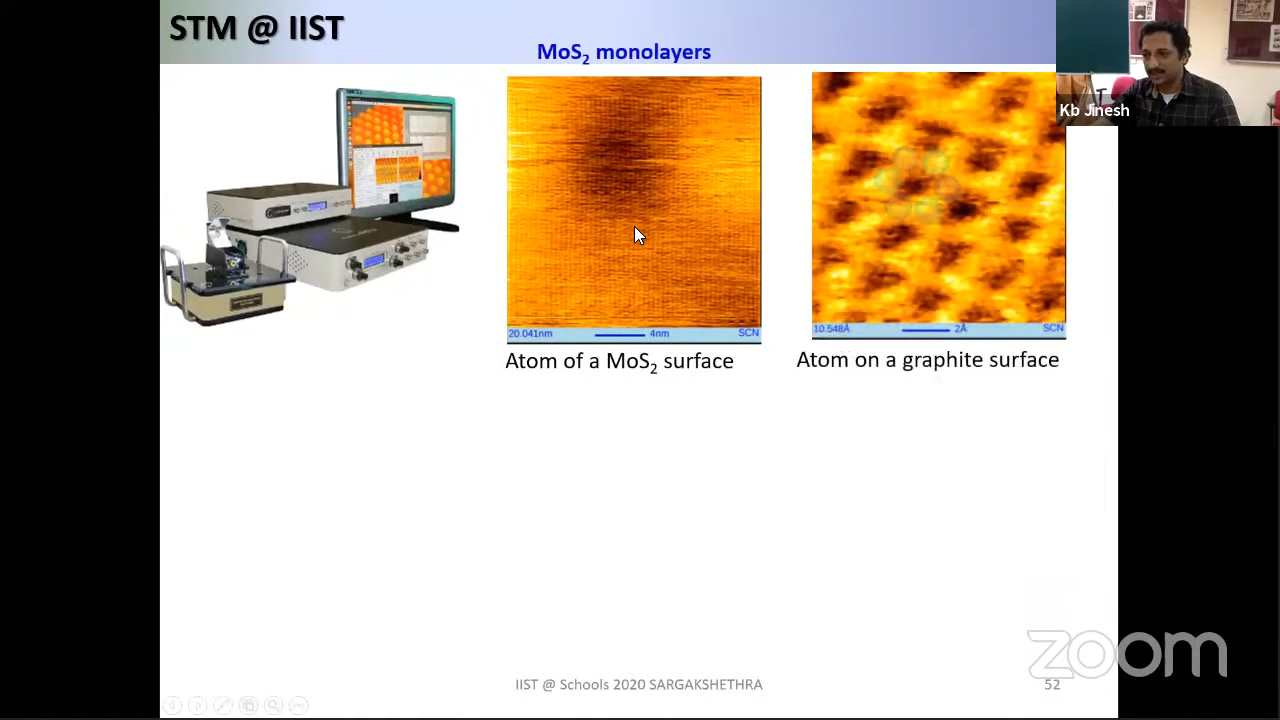 STM @ IIST
MoS₂ monolayers
Kb Jinesh
20.041nm 4nm SCN
10.548Å 2Å SCN
Atom of a MoS₂ surface
Atom on a graphite surface
zoom
IIST @ Schools 2020 SARGAKSHETHRA
52